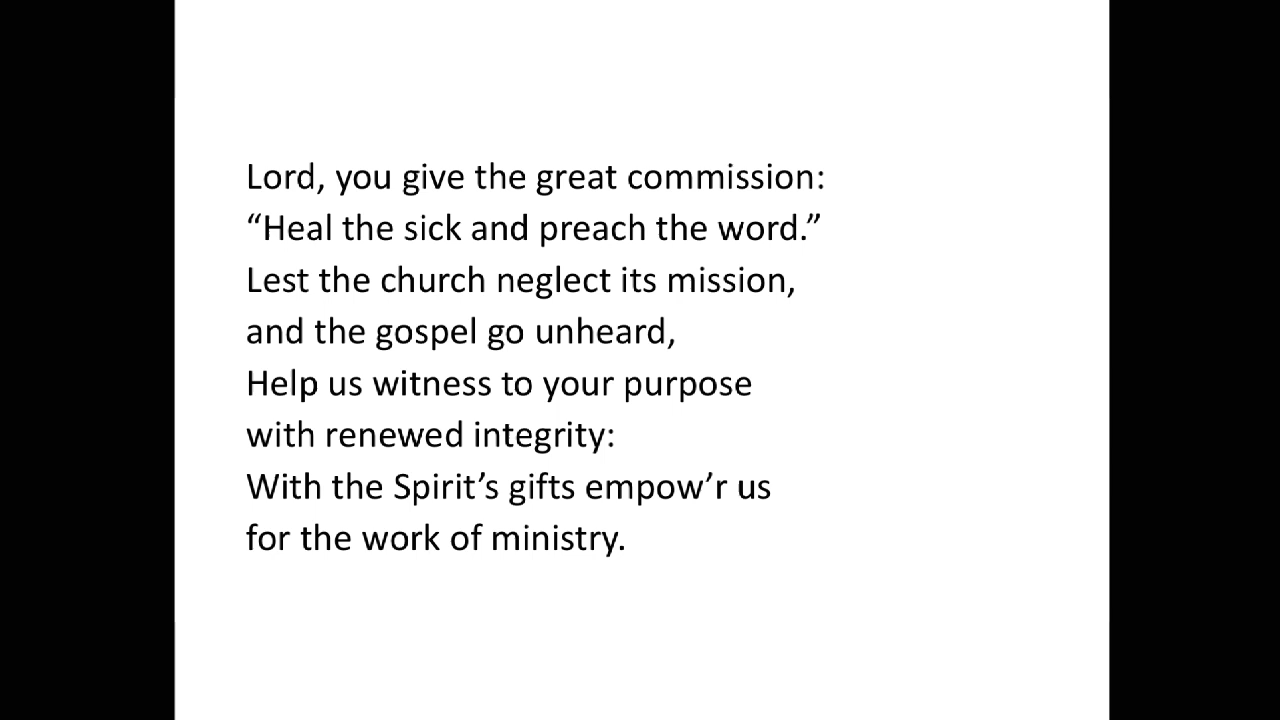 Lord, you give the great commission:
“Heal the sick and preach the word.”
Lest the church neglect its mission,
and the gospel go unheard,
Help us witness to your purpose
with renewed integrity:
With the Spirit’s gifts empow’r us
for the work of ministry.